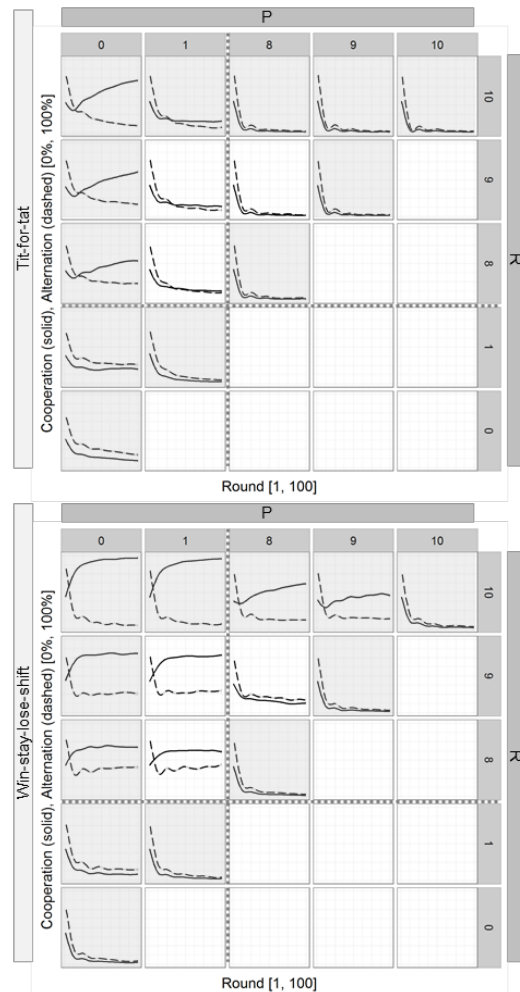 P
0 1 8 9 10
Tit-for-tat
Cooperation (solid), Alternation (dashed) [0%, 100%]
10
9
8
1
0
R
Round [1, 100]
P
0 1 8 9 10
Win-stay-lose-shift
Cooperation (solid), Alternation (dashed) [0%, 100%]
10
9
8
1
0
R
Round [1, 100]